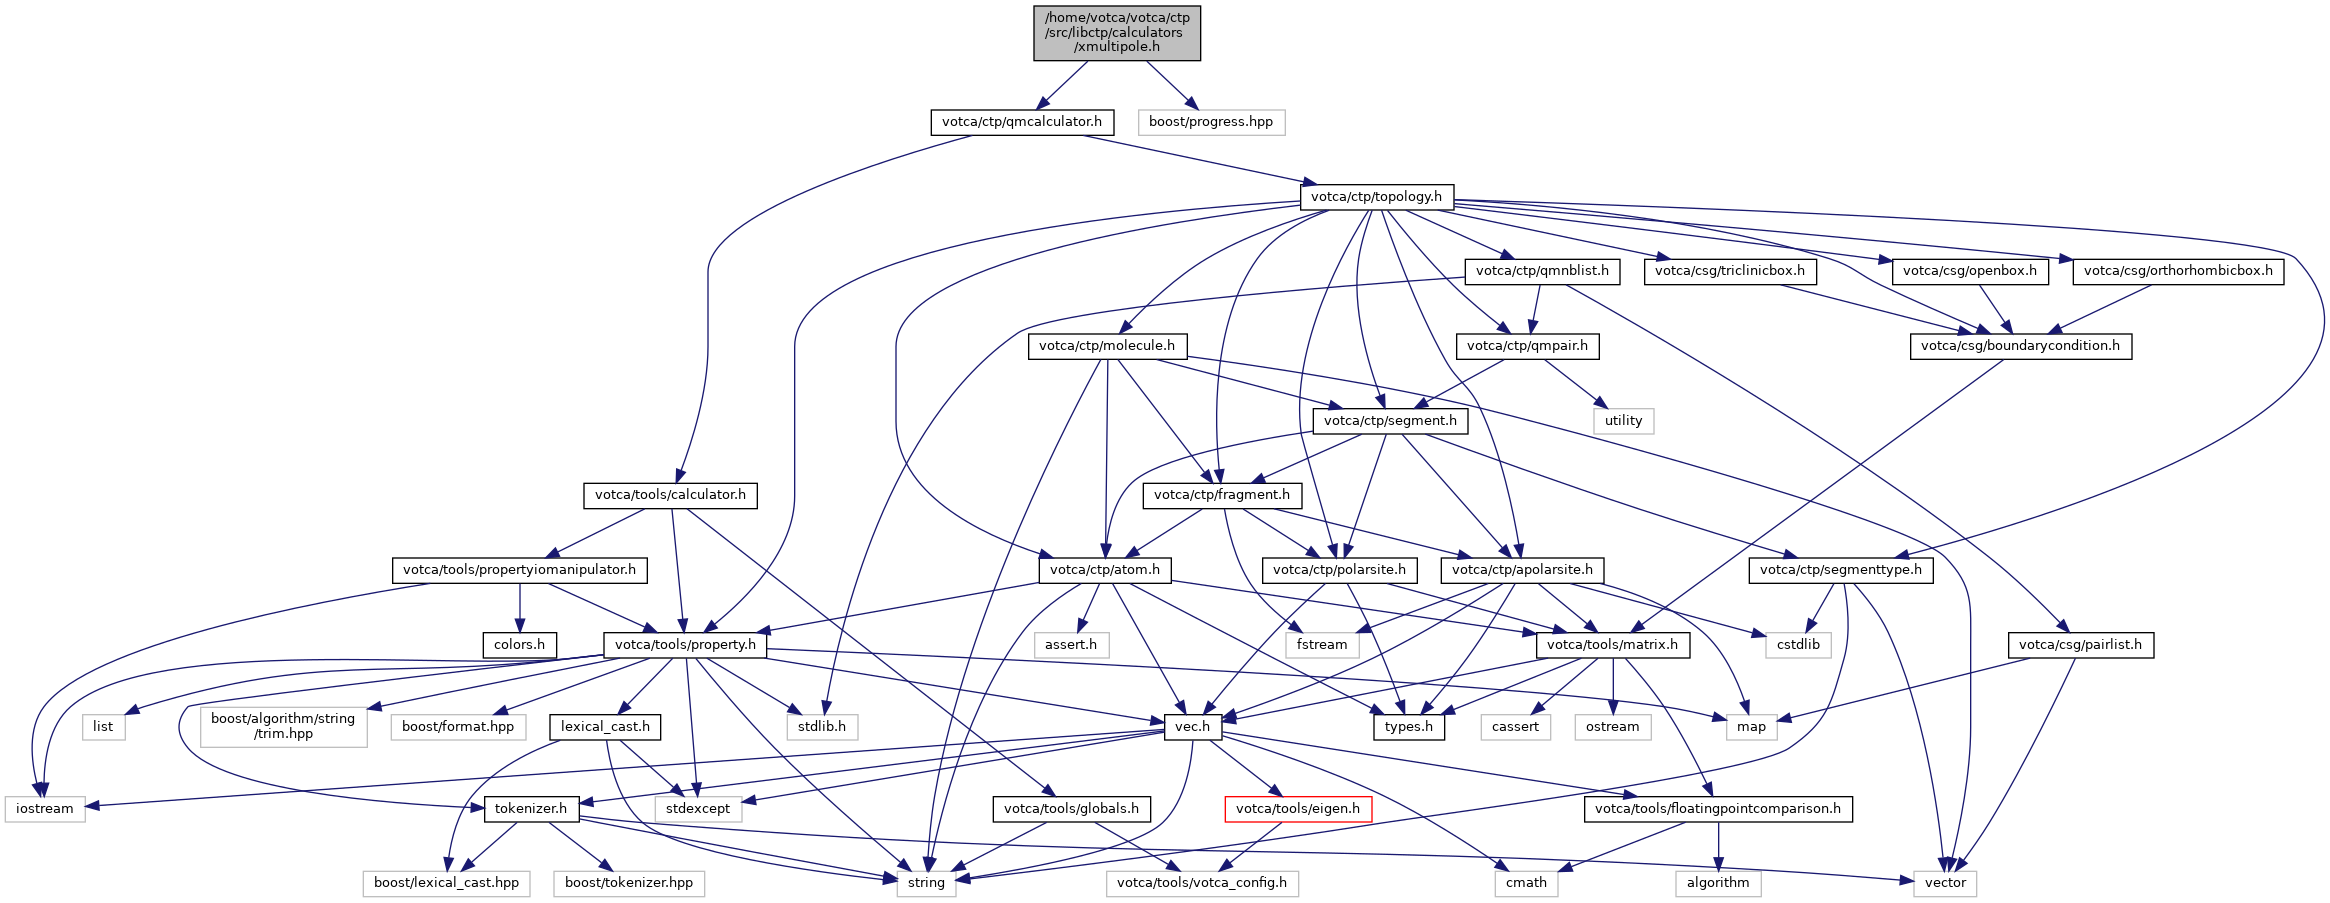 /home/votca/votca/ctp
/src/libctp/calculators
/xmultipole.h
votca/ctp/qmcalculator.h
boost/progress.hpp
votca/ctp/topology.h
votca/ctp/qmnblist.h
votca/csg/triclinicbox.h
votca/csg/openbox.h
votca/csg/orthorhombicbox.h
votca/ctp/molecule.h
votca/ctp/qmpair.h
votca/csg/boundarycondition.h
votca/ctp/segment.h
utility
votca/tools/calculator.h
votca/ctp/fragment.h
votca/tools/propertyiomanipulator.h
votca/ctp/atom.h
votca/ctp/polarsite.h
votca/ctp/apolarsite.h
votca/ctp/segmenttype.h
colors.h
votca/tools/property.h
assert.h
fstream
votca/tools/matrix.h
cstdlib
votca/csg/pairlist.h
list
boost/algorithm/string
/trim.hpp
boost/format.hpp
lexical_cast.h
stdlib.h
vec.h
types.h
cassert
ostream
map
iostream
tokenizer.h
stdexcept
votca/tools/globals.h
votca/tools/eigen.h
votca/tools/floatingpointcomparison.h
boost/lexical_cast.hpp
boost/tokenizer.hpp
string
votca/tools/votca_config.h
cmath
algorithm
vector